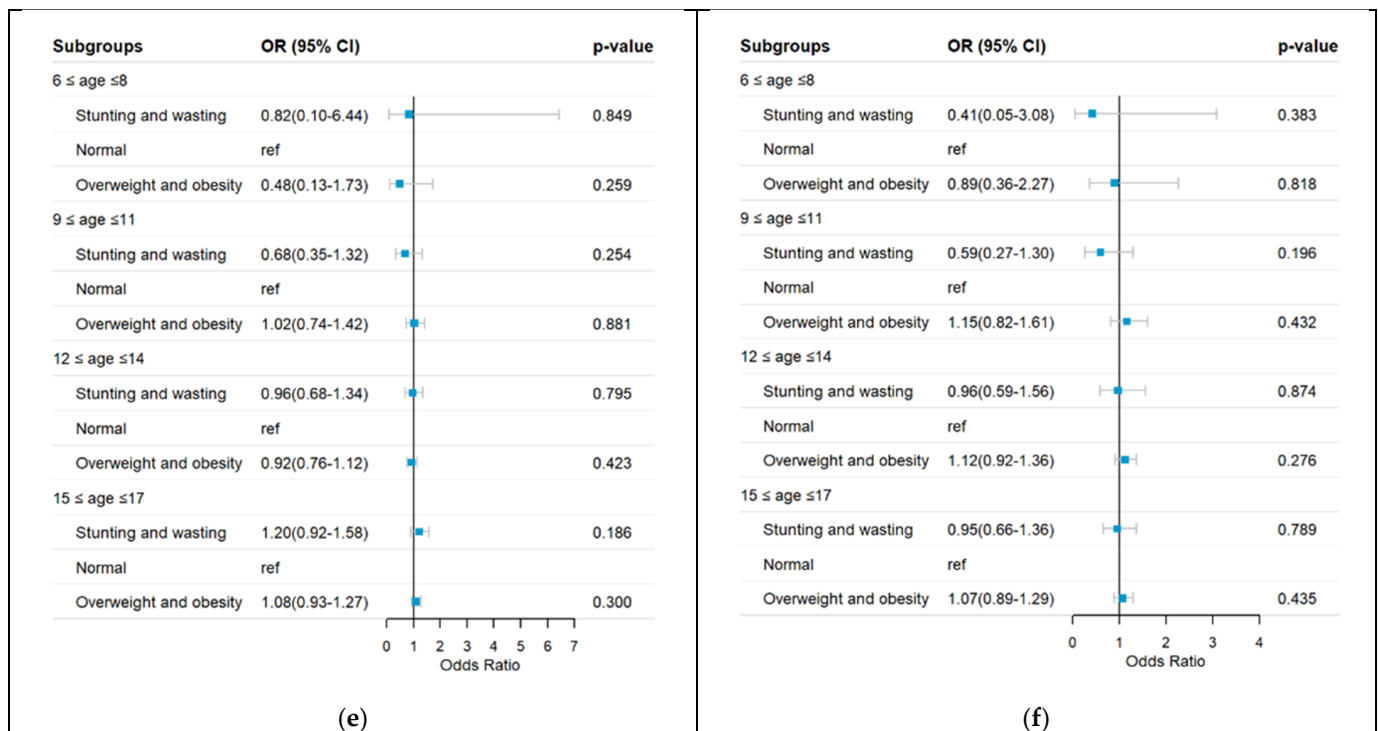 Subgroups OR (95% CI) p-value
6 ≤ age ≤8
Stunting and wasting 0.82(0.10-6.44) 0.849
Normal ref
Overweight and obesity 0.48(0.13-1.73) 0.259
9 ≤ age ≤11
Stunting and wasting 0.68(0.35-1.32) 0.254
Normal ref
Overweight and obesity 1.02(0.74-1.42) 0.881
12 ≤ age ≤14
Stunting and wasting 0.96(0.68-1.34) 0.795
Normal ref
Overweight and obesity 0.92(0.76-1.12) 0.423
15 ≤ age ≤17
Stunting and wasting 1.20(0.92-1.58) 0.186
Normal ref
Overweight and obesity 1.08(0.93-1.27) 0.300
0 1 2 3 4 5 6 7
Odds Ratio
(e)
Subgroups OR (95% CI) p-value
6 ≤ age ≤8
Stunting and wasting 0.41(0.05-3.08) 0.383
Normal ref
Overweight and obesity 0.89(0.36-2.27) 0.818
9 ≤ age ≤11
Stunting and wasting 0.59(0.27-1.30) 0.196
Normal ref
Overweight and obesity 1.15(0.82-1.61) 0.432
12 ≤ age ≤14
Stunting and wasting 0.96(0.59-1.56) 0.874
Normal ref
Overweight and obesity 1.12(0.92-1.36) 0.276
15 ≤ age ≤17
Stunting and wasting 0.95(0.66-1.36) 0.789
Normal ref
Overweight and obesity 1.07(0.89-1.29) 0.435
0 1 2 3 4
Odds Ratio
(f)